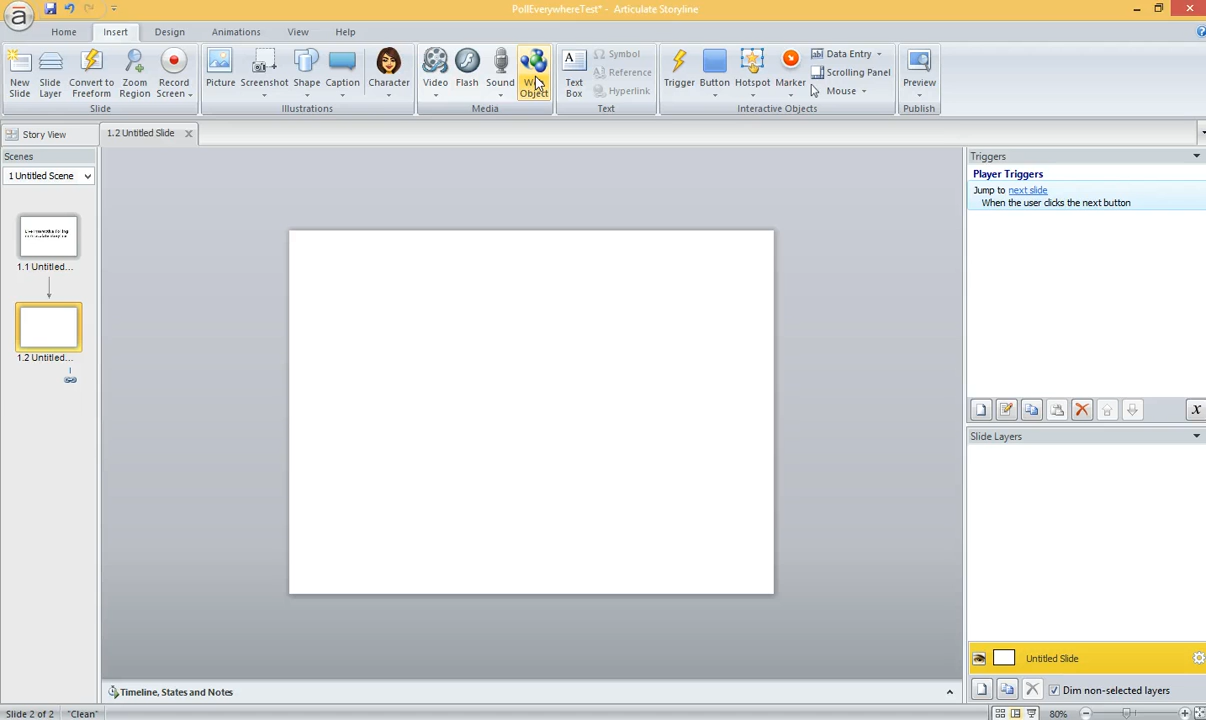 PollEverywhereTest* - Articulate Storyline
Home Insert Design Animations View Help
New Slide
Slide Layer
Convert to Freeform
Zoom Region
Record Screen
Slide
Picture
Screenshot
Shape
Caption
Character
Illustrations
Video
Flash
Sound
Object
Media
Text Box
Symbol
Reference
Hyperlink
Text
Trigger
Button
Hotspot
Marker
Data Entry
Scrolling Panel
Mouse
Interactive Objects
Preview
Publish
Story View
1.2 Untitled Slide
Scenes
1 Untitled Scene
1.1 Untitled...
1.2 Untitled...
Triggers
Player Triggers
Jump to next slide
When the user clicks the next button
x
Slide Layers
Untitled Slide
Dim non-selected layers
Timeline, States and Notes
Slide 2 of 2 "Clean"
80%